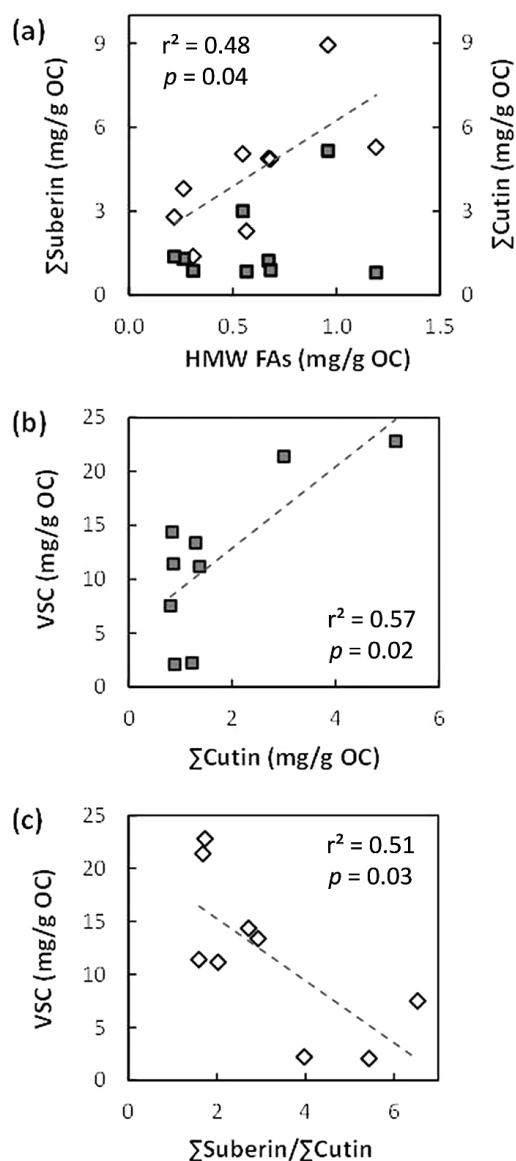 (a)
r² = 0.48
p = 0.04
9
6
3
0
∑Suberin (mg/g OC)
9
6
3
0
∑Cutin (mg/g OC)
0.0 0.5 1.0 1.5
HMW FAs (mg/g OC)
(b)
25
20
15
10
5
0
VSC (mg/g OC)
r² = 0.57
p = 0.02
0 2 4 6
∑Cutin (mg/g OC)
(c)
25
20
15
10
5
0
VSC (mg/g OC)
r² = 0.51
p = 0.03
0 2 4 6
∑Suberin/∑Cutin